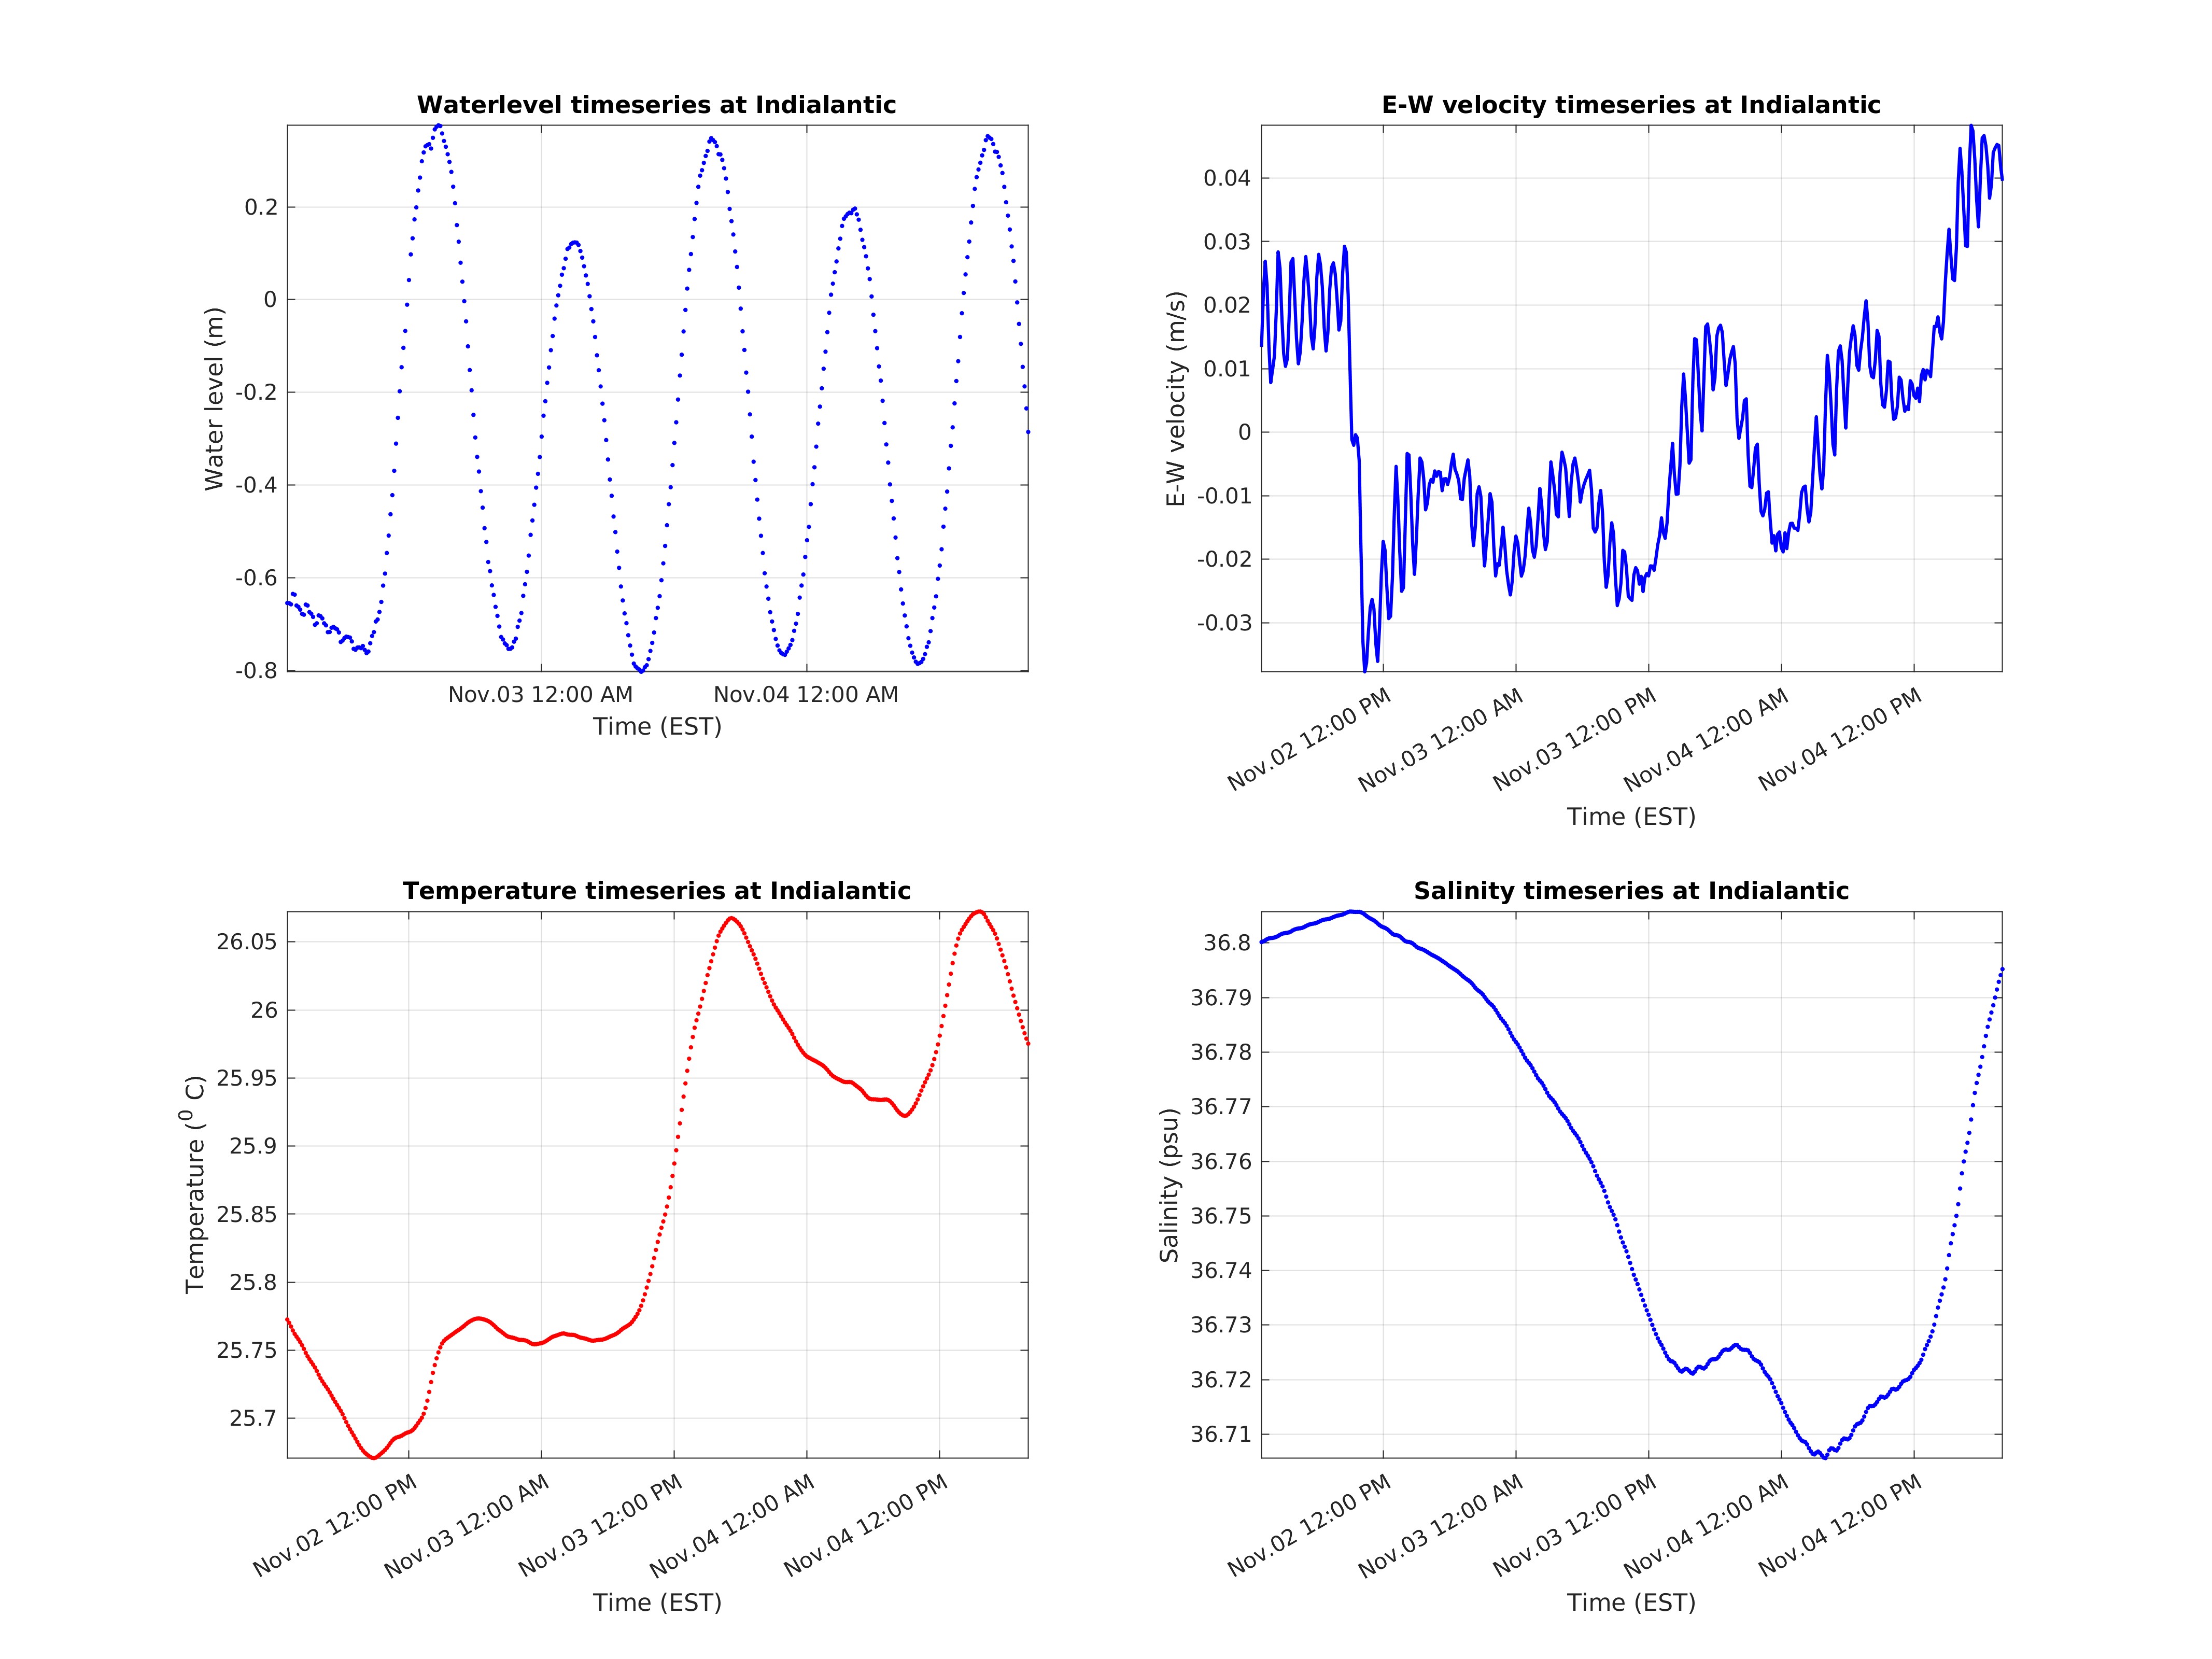 Waterlevel timeseries at Indialantic
0.2
0
-0.2
-0.4
-0.6
-0.8
Water level (m)
Nov.03 12:00 AM
Nov.04 12:00 AM
Time (EST)
E-W velocity timeseries at Indialantic
0.04
0.03
0.02
0.01
0
-0.01
-0.02
-0.03
E-W velocity (m/s)
Nov.02 12:00 PM
Nov.03 12:00 AM
Nov.03 12:00 PM
Nov.04 12:00 AM
Nov.04 12:00 PM
Time (EST)
Temperature timeseries at Indialantic
26.05
26
25.95
25.9
25.85
25.8
25.75
25.7
Temperature (⁰ C)
Nov.02 12:00 PM
Nov.03 12:00 AM
Nov.03 12:00 PM
Nov.04 12:00 AM
Nov.04 12:00 PM
Time (EST)
Salinity timeseries at Indialantic
36.8
36.79
36.78
36.77
36.76
36.75
36.74
36.73
36.72
36.71
Salinity (psu)
Nov.02 12:00 PM
Nov.03 12:00 AM
Nov.03 12:00 PM
Nov.04 12:00 AM
Nov.04 12:00 PM
Time (EST)